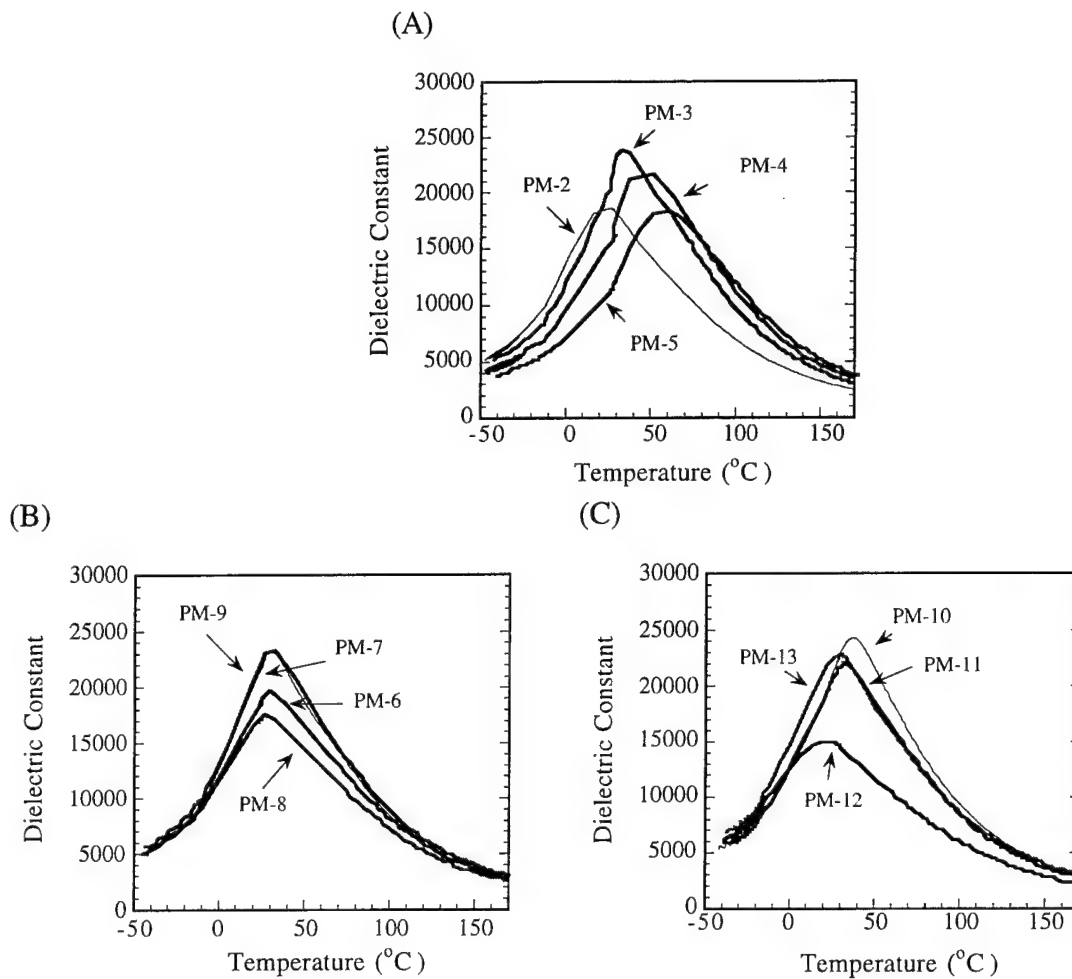 (A)
30000
25000
20000
15000
10000
5000
0
Dielectric Constant
PM-3
PM-4
PM-2
PM-5
-50 0 50 100 150
Temperature (°C)
(B)
30000
25000
20000
15000
10000
5000
0
Dielectric Constant
PM-9
PM-7
PM-6
PM-8
-50 0 50 100 150
Temperature (°C)
(C)
30000
25000
20000
15000
10000
5000
0
Dielectric Constant
PM-10
PM-13
PM-11
PM-12
-50 0 50 100 150
Temperature (°C)